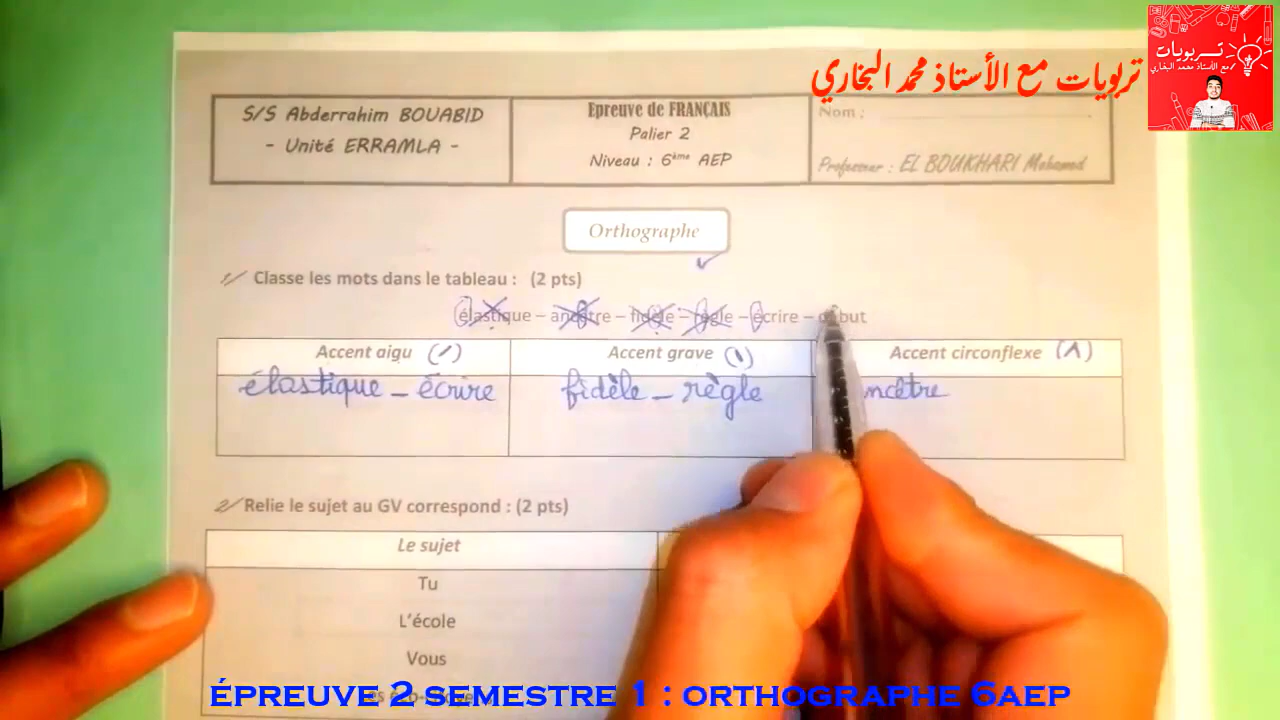 تربويات مع الأستاذ محمد البخاري
تربويات
مع الأستاذ محمد البخاري
S/S Abderrahim BOUABID
- Unité ERRAMLA -
Epreuve de FRANÇAIS
Palier 2
Niveau : 6ème AEP
Nom :
Professeur : EL BOUKHARI Mohamed
Orthographe
1/ Classe les mots dans le tableau : (2 pts)
élastique – ancêtre – fidèle – règle – écrire – début
Accent aigu (/) Accent grave (\) Accent circonflexe (^)
élastique – écrire fidèle – règle ncêtre
2/ Relie le sujet au GV correspond : (2 pts)
Le sujet
Tu
L'école
Vous
ÉPREUVE 2 SEMESTRE 1 : ORTHOGRAPHE 6AEP